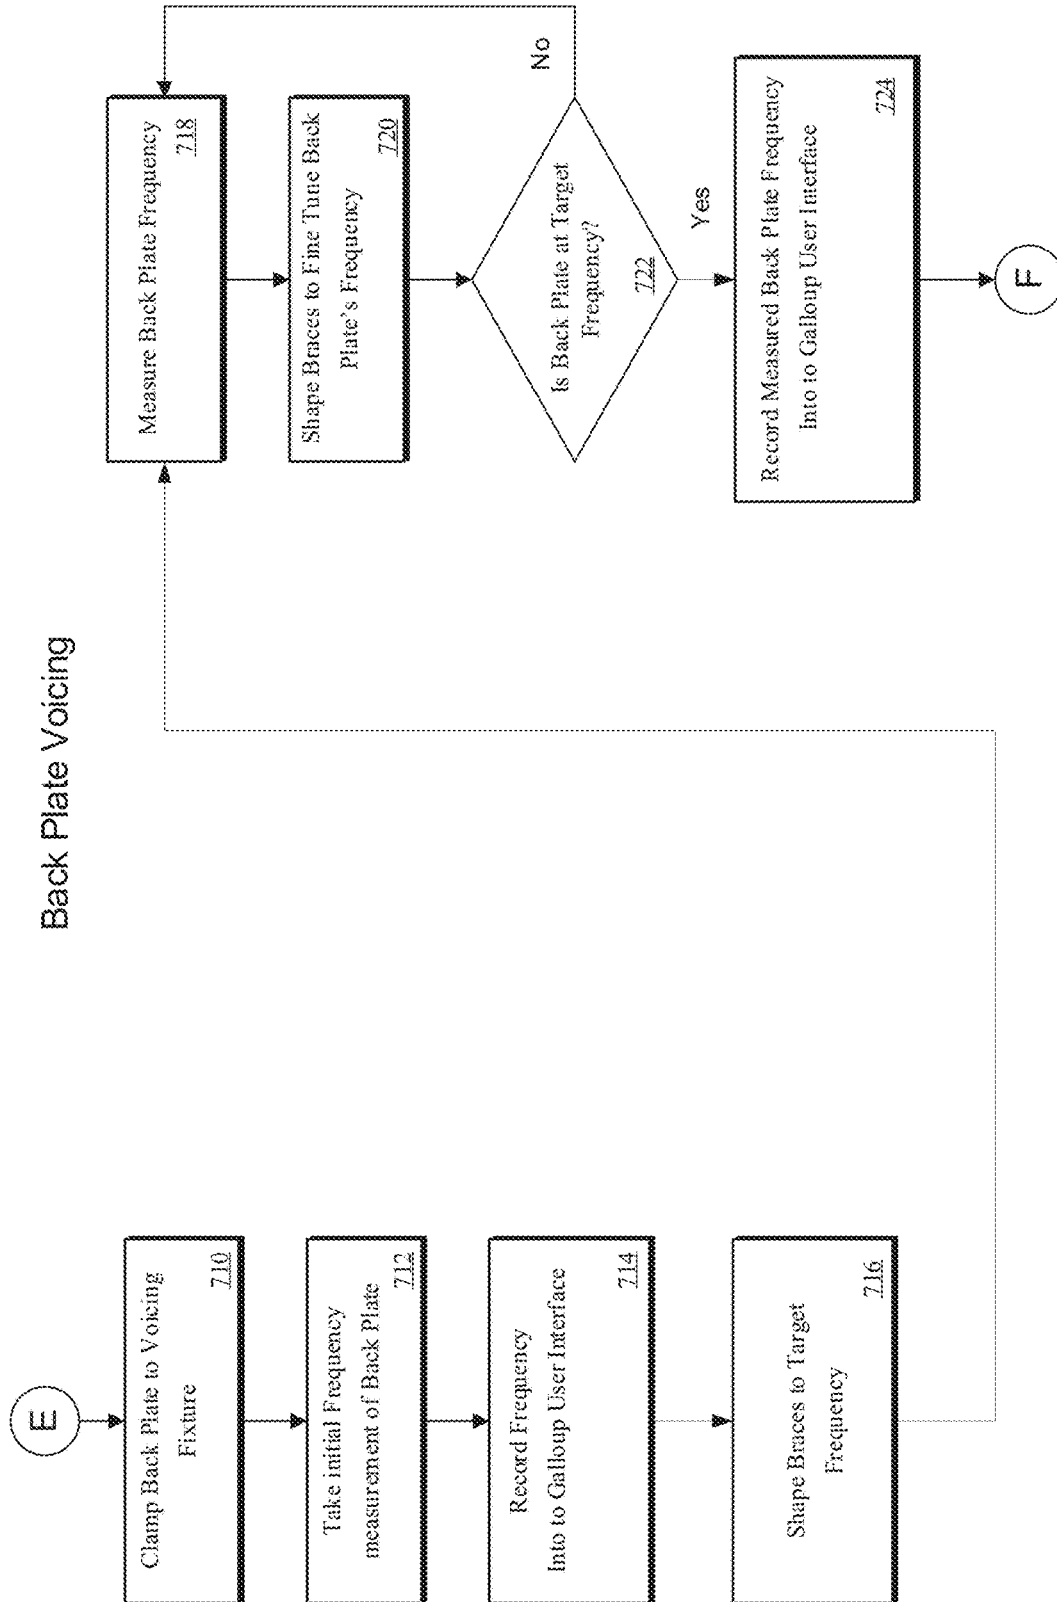 Back Plate Voicing
E
Clamp Back Plate to Voicing
Fixture
710
Take initial Frequency
measurement of Back Plate
712
Record Frequency
Into to Galloup User Interface
714
Shape Braces to Target
Frequency
716
Measure Back Plate Frequency
718
Shape Braces to Fine Tune Back
Plate's Frequency
720
Is Back Plate at Target
Frequency?
722
No
Yes
Record Measured Back Plate Frequency
Into to Galloup User Interface
724
F